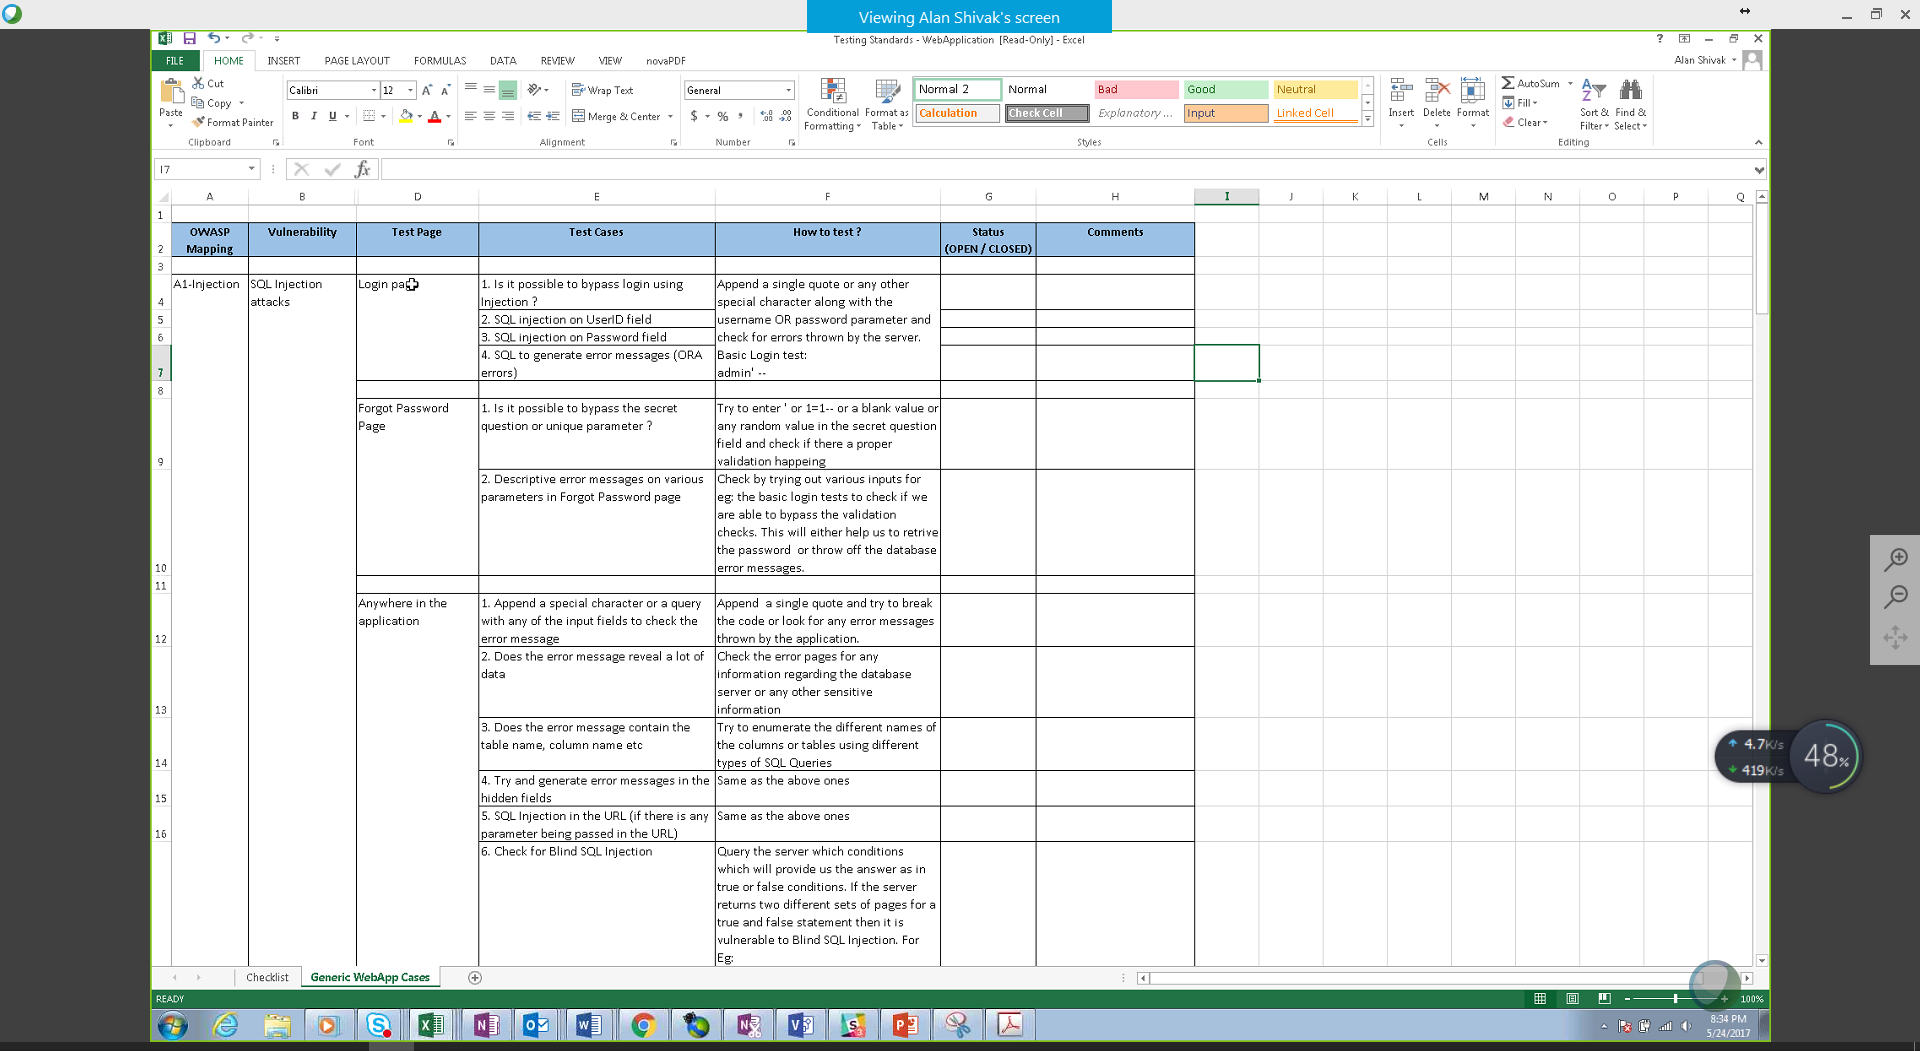 Viewing Alan Shivak's screen
Testing Standards - WebApplication [Read-Only] - Excel
FILE HOME INSERT PAGE LAYOUT FORMULAS DATA REVIEW VIEW novaPDF
Alan Shivak
Paste
Cut
Copy
Format Painter
Clipboard
Calibri 12
B I U
Font
Wrap Text
Merge & Center
Alignment
General
$ % ,
Number
Conditional Formatting
Format as Table
Normal 2 Normal Bad Good Neutral
Calculation Check Cell Explanatory ... Input Linked Cell
Styles
Insert Delete Format
Cells
AutoSum
Fill
Clear
Sort & Filter
Find & Select
Editing
I7
fx
A B D E F G H I J K L M N O P Q
1
2
OWASP Mapping
Vulnerability
Test Page
Test Cases
How to test ?
Status
(OPEN / CLOSED)
Comments
3
4
A1-Injection
SQL Injection
attacks
Login pa
1. Is it possible to bypass login using
Injection ?
Append a single quote or any other
special character along with the
username OR password parameter and
check for errors thrown by the server.
Basic Login test:
admin' --
5
2. SQL injection on UserID field
6
3. SQL injection on Password field
7
4. SQL to generate error messages (ORA
errors)
8
9
Forgot Password
Page
1. Is it possible to bypass the secret
question or unique parameter ?
Try to enter ' or 1=1-- or a blank value or
any random value in the secret question
field and check if there a proper
validation happeing
10
2. Descriptive error messages on various
parameters in Forgot Password page
Check by trying out various inputs for
eg: the basic login tests to check if we
are able to bypass the validation
checks. This will either help us to retrive
the password or throw off the database
error messages.
11
12
Anywhere in the
application
1. Append a special character or a query
with any of the input fields to check the
error message
Append a single quote and try to break
the code or look for any error messages
thrown by the application.
13
2. Does the error message reveal a lot of
data
Check the error pages for any
information regarding the database
server or any other sensitive
information
14
3. Does the error message contain the
table name, column name etc
Try to enumerate the different names of
the columns or tables using different
types of SQL Queries
15
4. Try and generate error messages in the
hidden fields
Same as the above ones
16
5. SQL Injection in the URL (if there is any
parameter being passed in the URL)
Same as the above ones
6. Check for Blind SQL Injection
Query the server which conditions
which will provide us the answer as in
true or false conditions. If the server
returns two different sets of pages for a
true and false statement then it is
vulnerable to Blind SQL Injection. For
Eg:
4.7K/s
419K/s
48%
Checklist Generic WebApp Cases
READY
100%
8:34 PM
5/24/2017